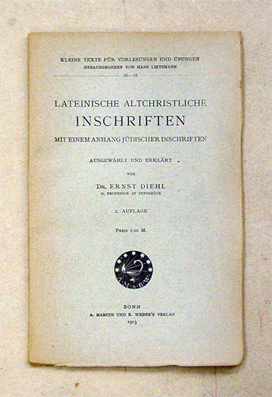 KLEINE TEXTE FÜR VORLESUNGEN UND ÜBUNGEN
HERAUSGEGEBEN VON HANS LIETZMANN
LATEINISCHE ALTCHRISTLICHE
INSCHRIFTEN
MIT EINEM ANHANG JÜDISCHER INSCHRIFTEN
AUSGEWÄHLT UND ERKLÄRT
VON
DR. ERNST DIEHL
O. PROFESSOR IN INNSBRUCK
2. AUFLAGE
BONN
A. MARCUS UND E. WEBER'S VERLAG
1913